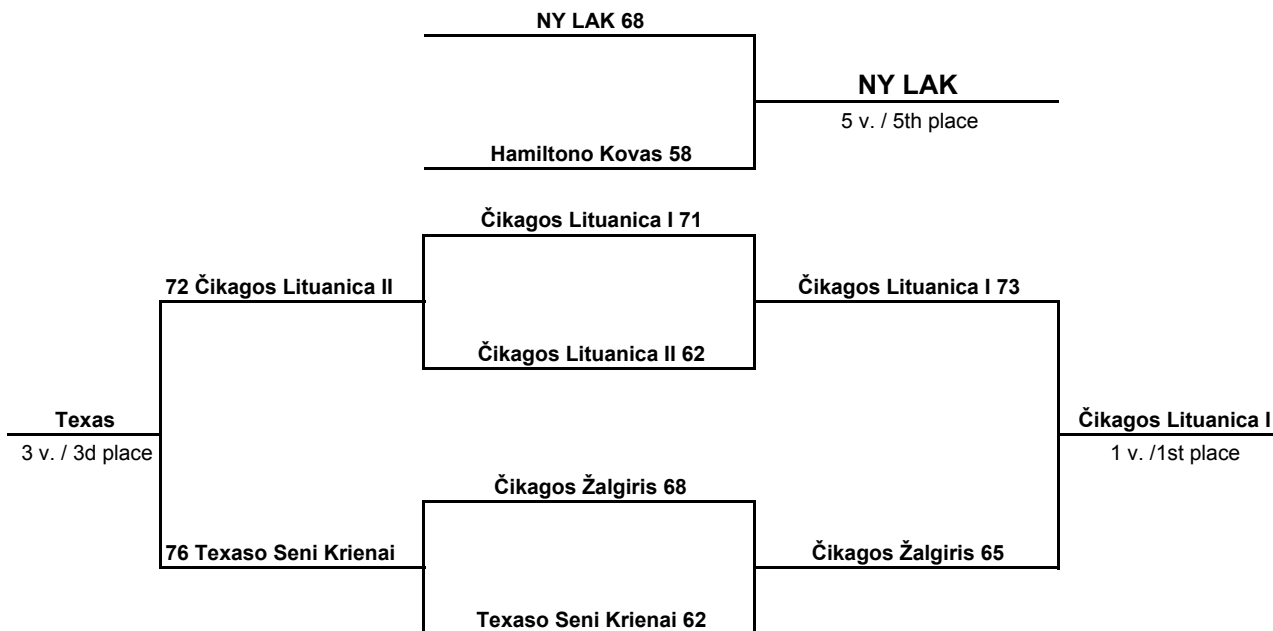 NY LAK 68
NY LAK
5 v. / 5th place
Hamiltono Kovas 58
Čikagos Lituanica I 71
72 Čikagos Lituanica II
Čikagos Lituanica I 73
Čikagos Lituanica II 62
Texas
Čikagos Lituanica I
3 v. / 3d place
1 v. /1st place
Čikagos Žalgiris 68
76 Texaso Seni Krienai
Čikagos Žalgiris 65
Texaso Seni Krienai 62